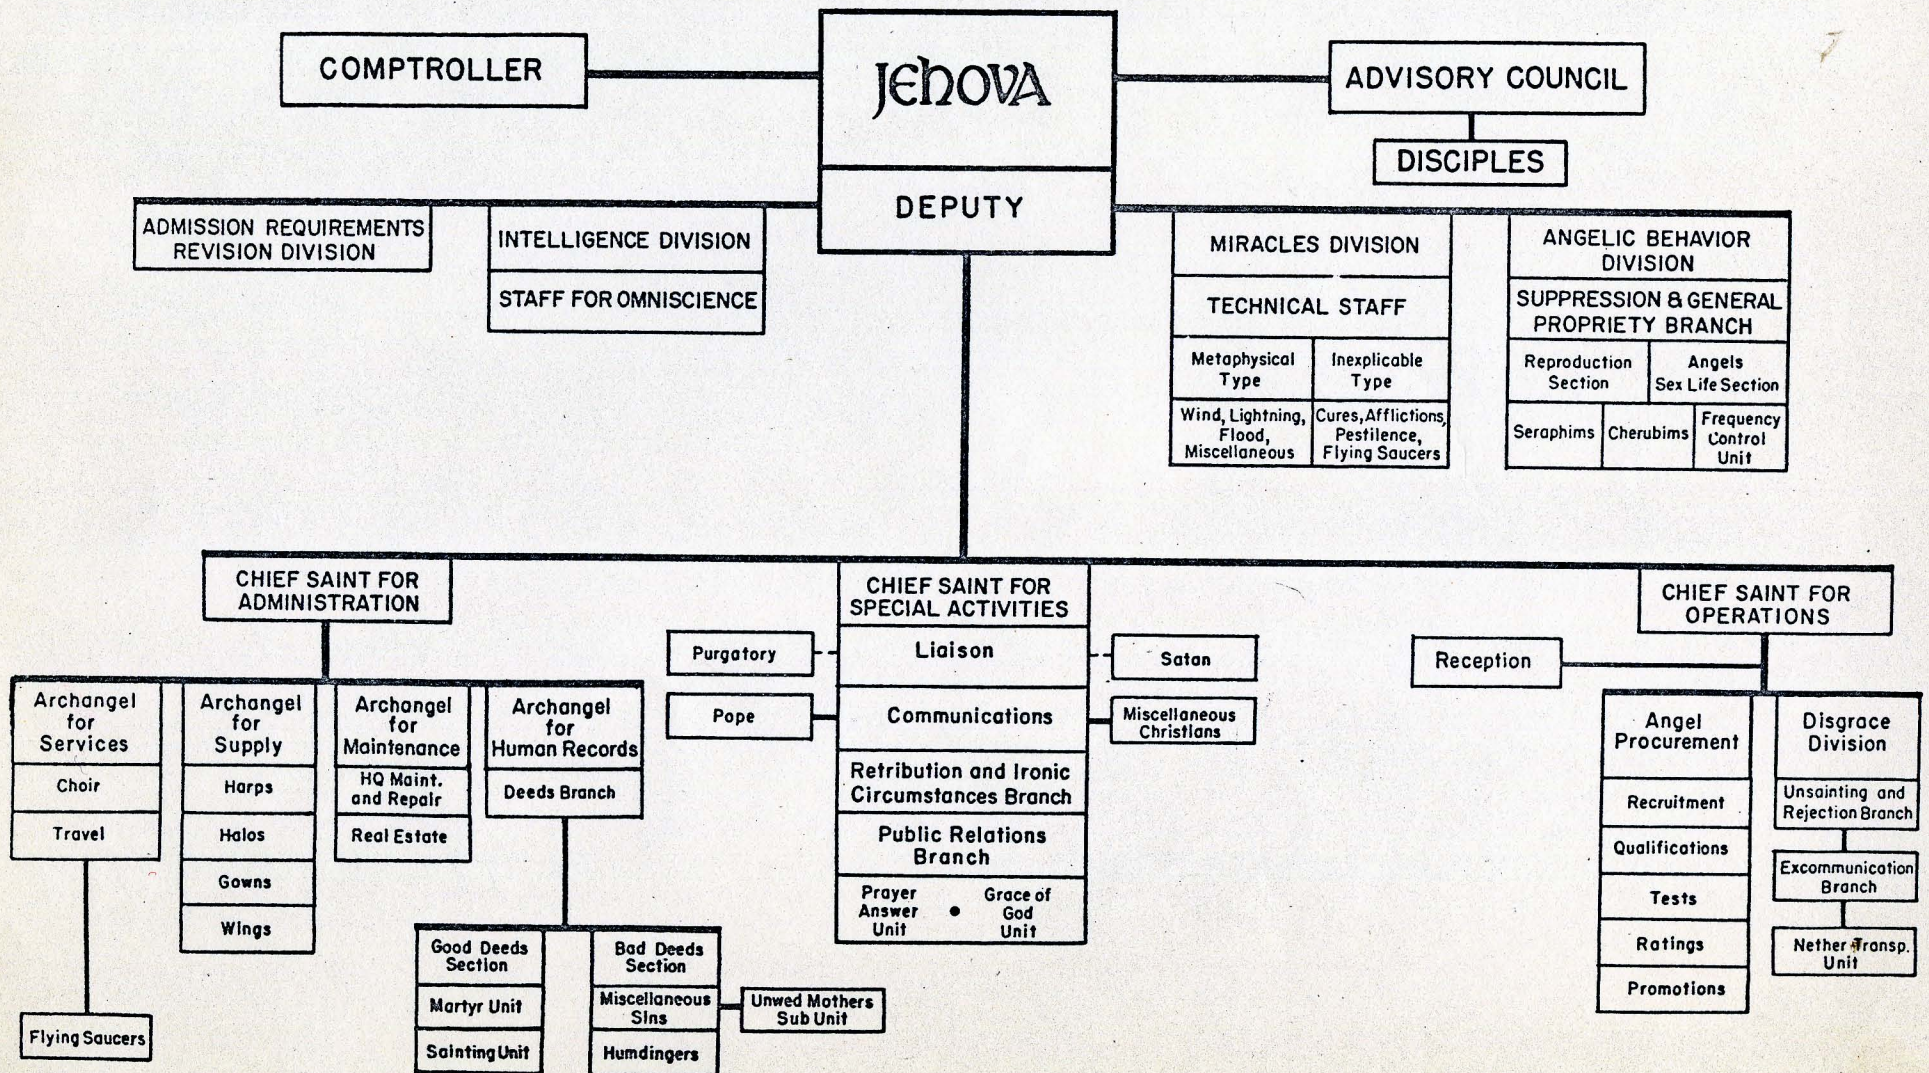 COMPTROLLER
JEHOVA
ADVISORY COUNCIL
DISCIPLES
DEPUTY
ADMISSION REQUIREMENTS
REVISION DIVISION
INTELLIGENCE DIVISION
STAFF FOR OMNISCIENCE
MIRACLES DIVISION
TECHNICAL STAFF
Metaphysical
Type
Inexplicable
Type
Wind, Lightning,
Flood,
Miscellaneous
Cures, Afflictions,
Pestilence,
Flying Saucers
ANGELIC BEHAVIOR
DIVISION
SUPPRESSION & GENERAL
PROPRIETY BRANCH
Reproduction
Section
Angels
Sex Life Section
Seraphims
Cherubims
Frequency
Control
Unit
CHIEF SAINT FOR
ADMINISTRATION
Archangel
for
Services
Choir
Travel
Flying Saucers
Archangel
for
Supply
Harps
Halos
Gowns
Wings
Archangel
for
Maintenance
HQ Maint.
and Repair
Real Estate
Archangel
for
Human Records
Deeds Branch
Good Deeds
Section
Martyr Unit
Sainting Unit
Bad Deeds
Section
Miscellaneous
Sins
Humdingers
Unwed Mothers
Sub Unit
CHIEF SAINT FOR
SPECIAL ACTIVITIES
Purgatory
Liaison
Satan
Pope
Communications
Miscellaneous
Christians
Retribution and Ironic
Circumstances Branch
Public Relations
Branch
Prayer
Answer
Unit
•
Grace of
God
Unit
CHIEF SAINT FOR
OPERATIONS
Reception
Angel
Procurement
Recruitment
Qualifications
Tests
Ratings
Promotions
Disgrace
Division
Unsainting and
Rejection Branch
Excommunication
Branch
Nether Transp.
Unit